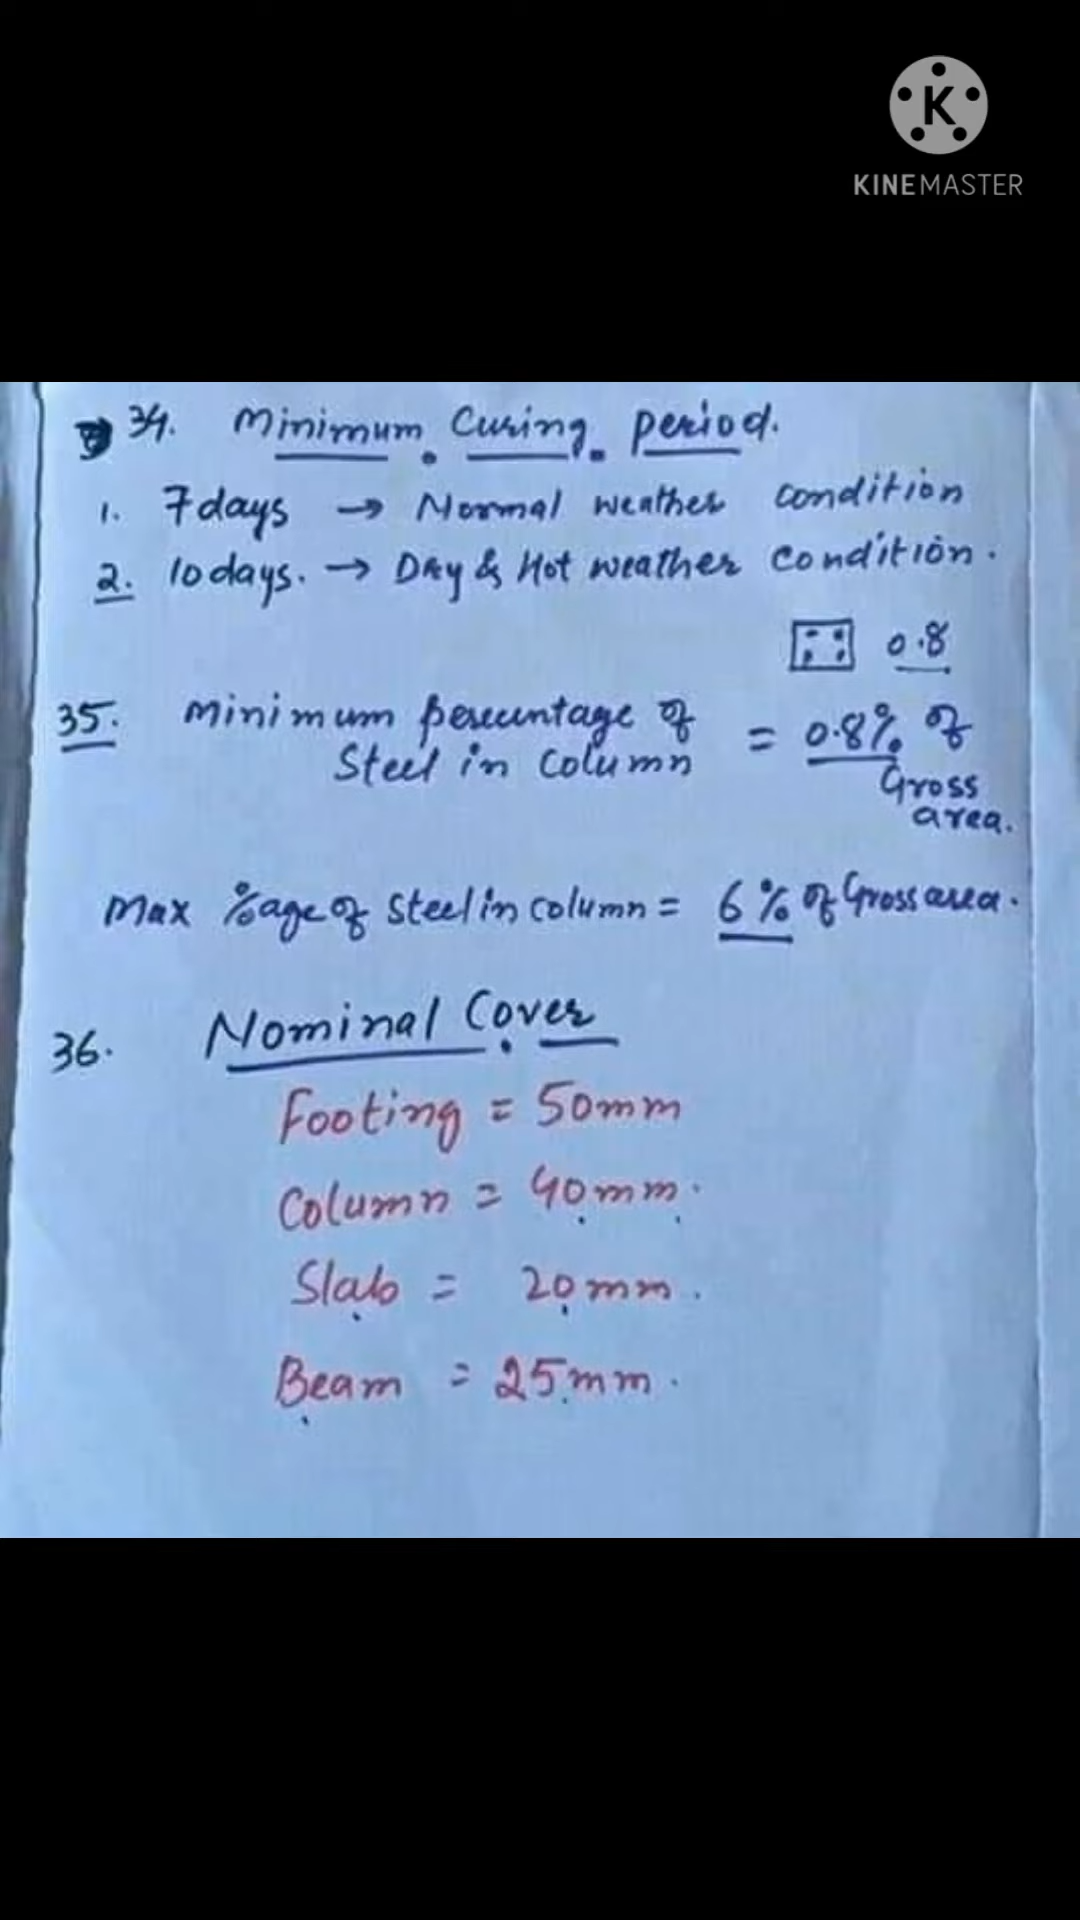 K
KINEMASTER
34. Minimum Curing Period.
1. 7days → Normal weather condition
2. 10days. → Dry & Hot weather condition.
0.8
35. Minimum percentage of = 0.8% of
Steel in Column Gross
area.
Max %age of steel in column = 6% of Gross area.
36. Nominal Cover
Footing = 50mm
Column = 40mm.
Slab = 20mm.
Beam = 25mm.